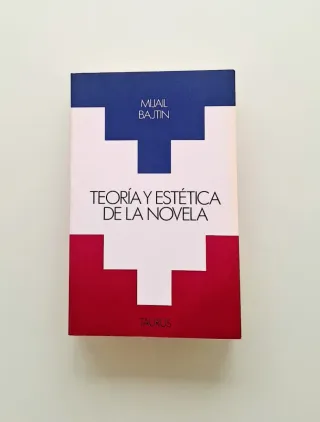 MIJAIL
BAJTIN
TEORÍA Y ESTÉTICA
DE LA NOVELA
TAURUS